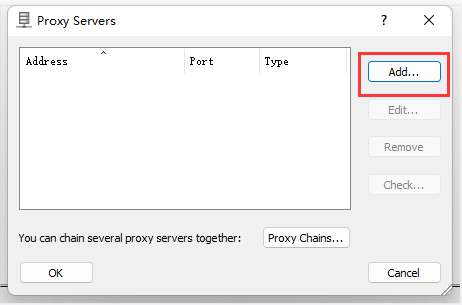 Proxy Servers
?
Address Port Type
Add...
Edit...
Remove
Check...
You can chain several proxy servers together: Proxy Chains...
OK Cancel